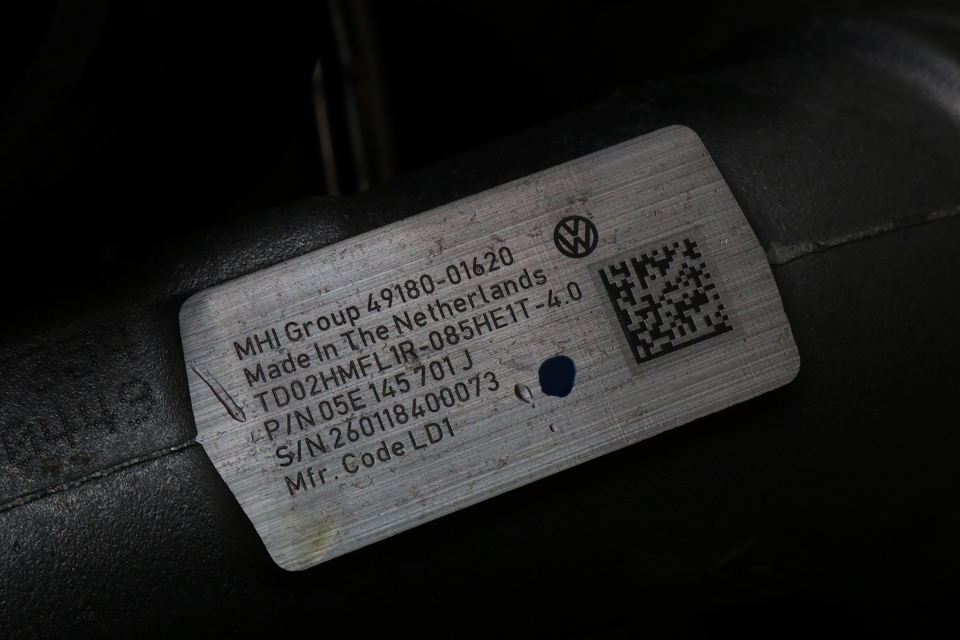 MHI Group 49180-01620
Made In The Netherlands
TD02HMFL1R-085HE1T-4.0
P/N 05E 145 701 J
S/N 260118400073
Mfr. Code LD1